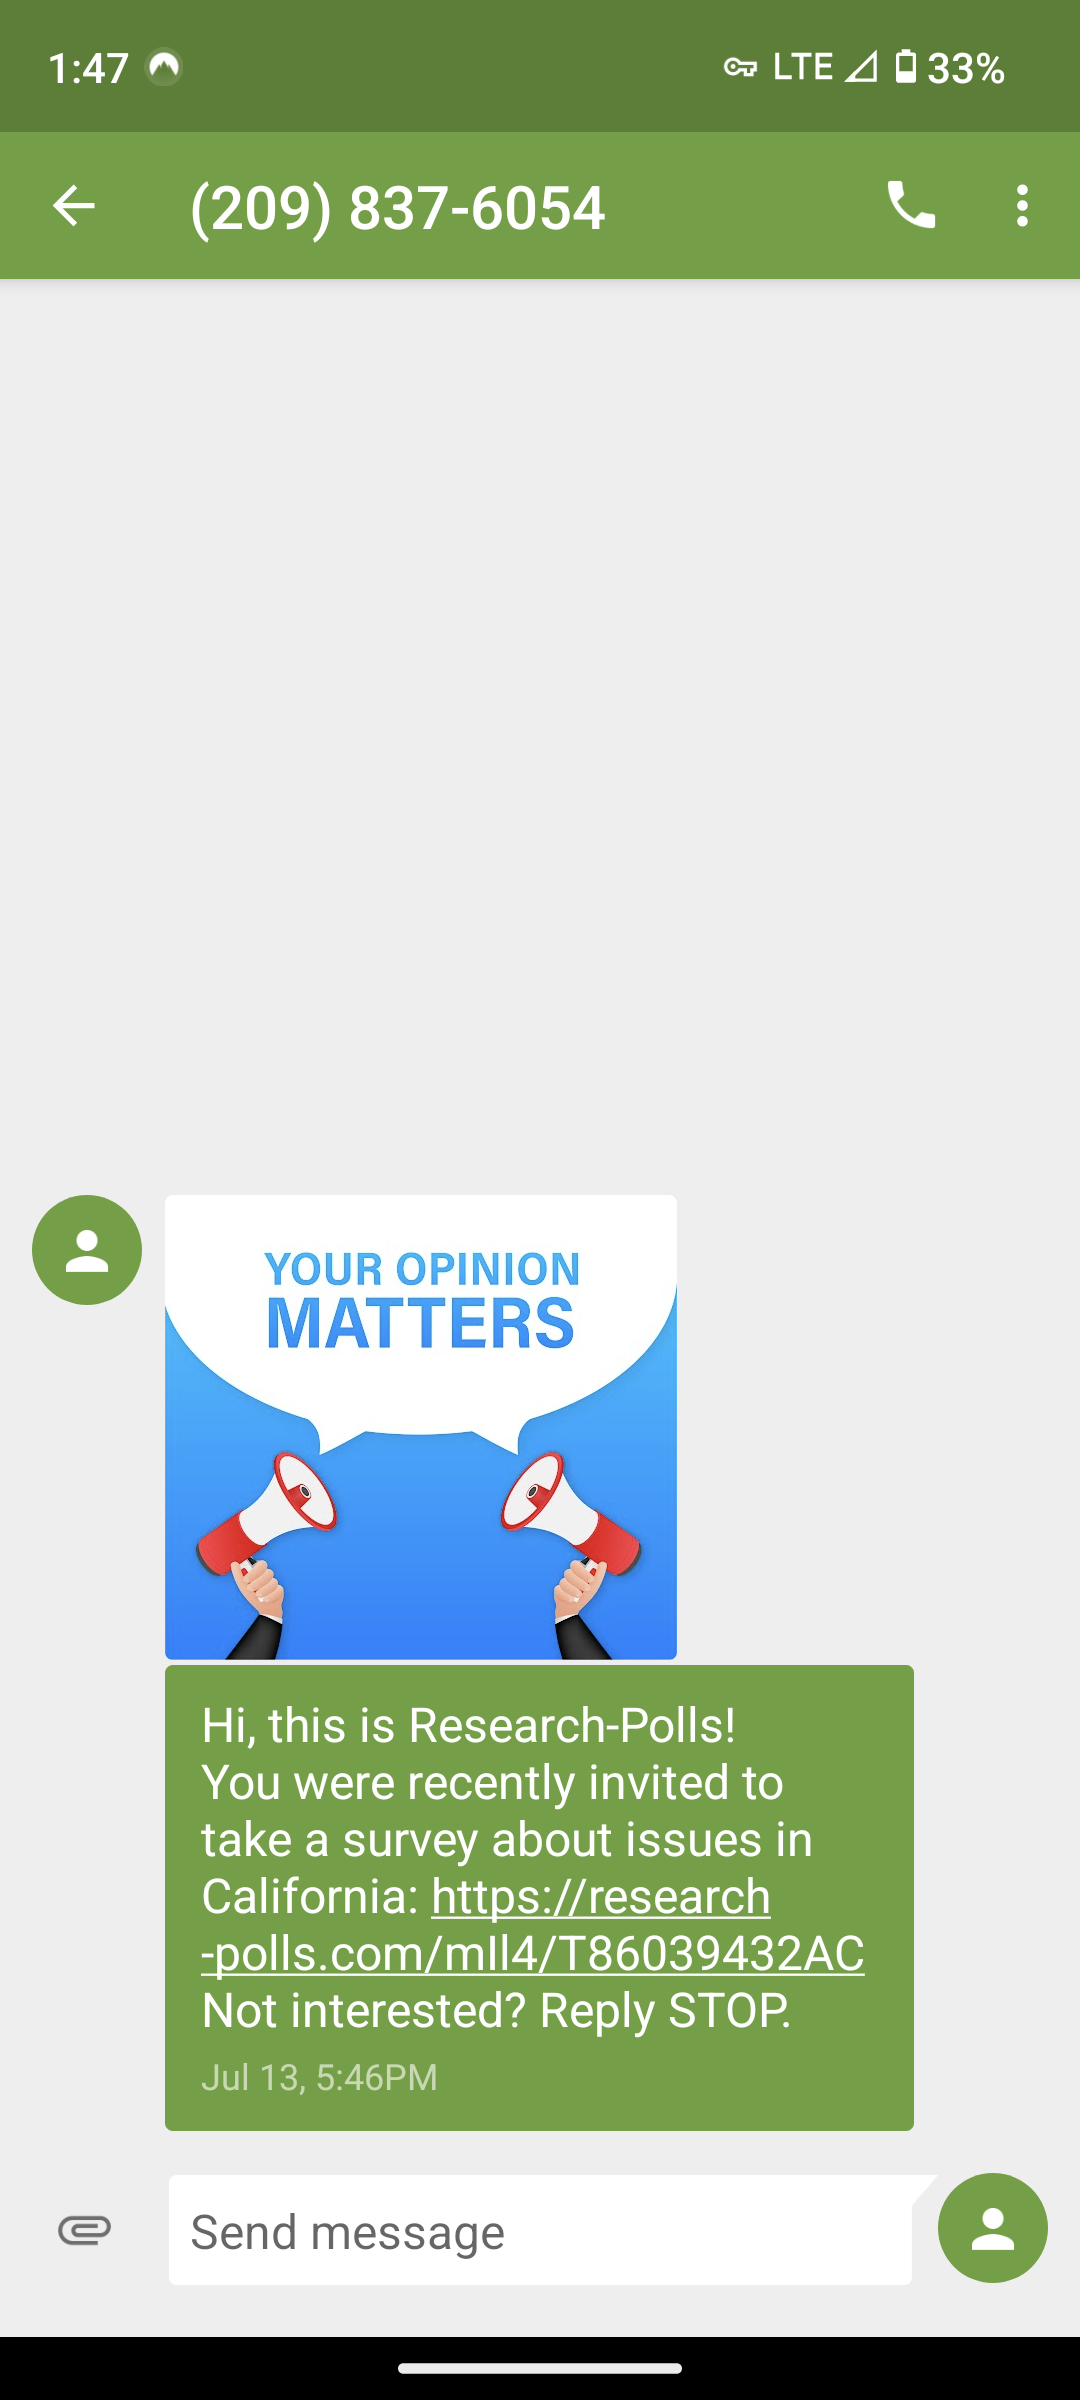 1:47 LTE 33%
(209) 837-6054
YOUR OPINION
MATTERS
Hi, this is Research-Polls!
You were recently invited to
take a survey about issues in
California: https://research
-polls.com/mIl4/T86039432AC
Not interested? Reply STOP.
Jul 13, 5:46PM
Send message